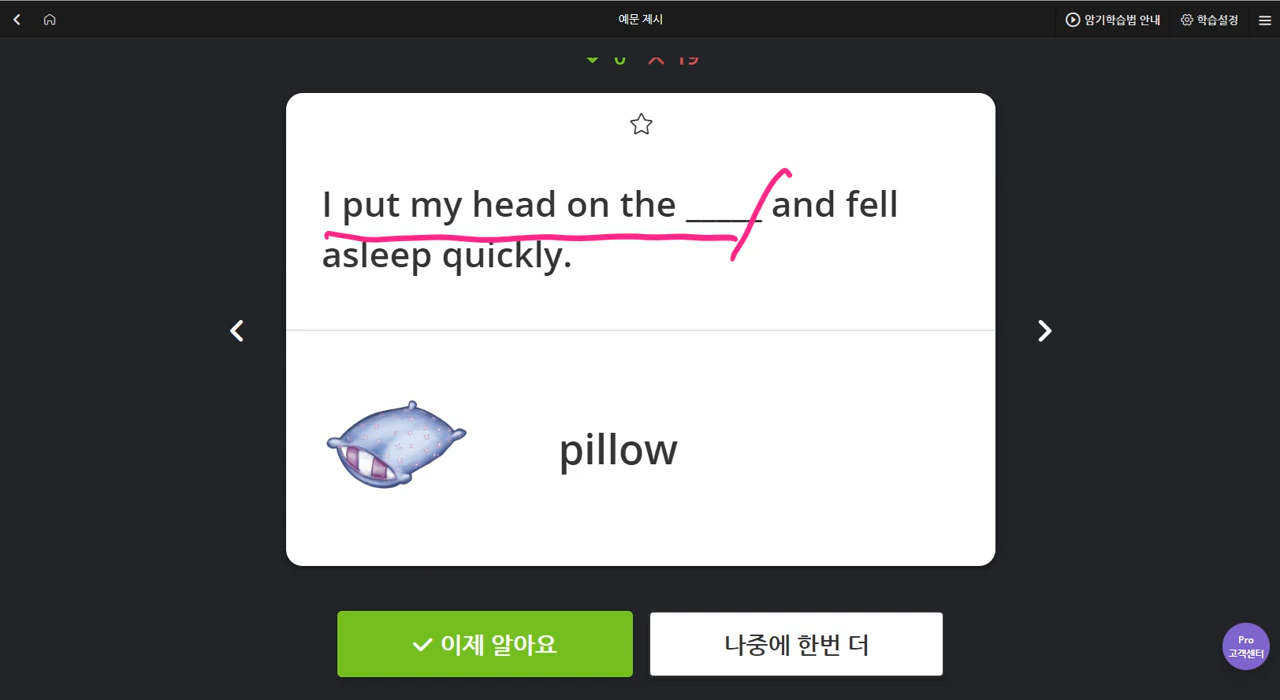 예문 제시
암기학습법 안내
학습설정
I put my head on the _____ and fell
asleep quickly.
pillow
이제 알아요
나중에 한번 더
Pro
고객센터